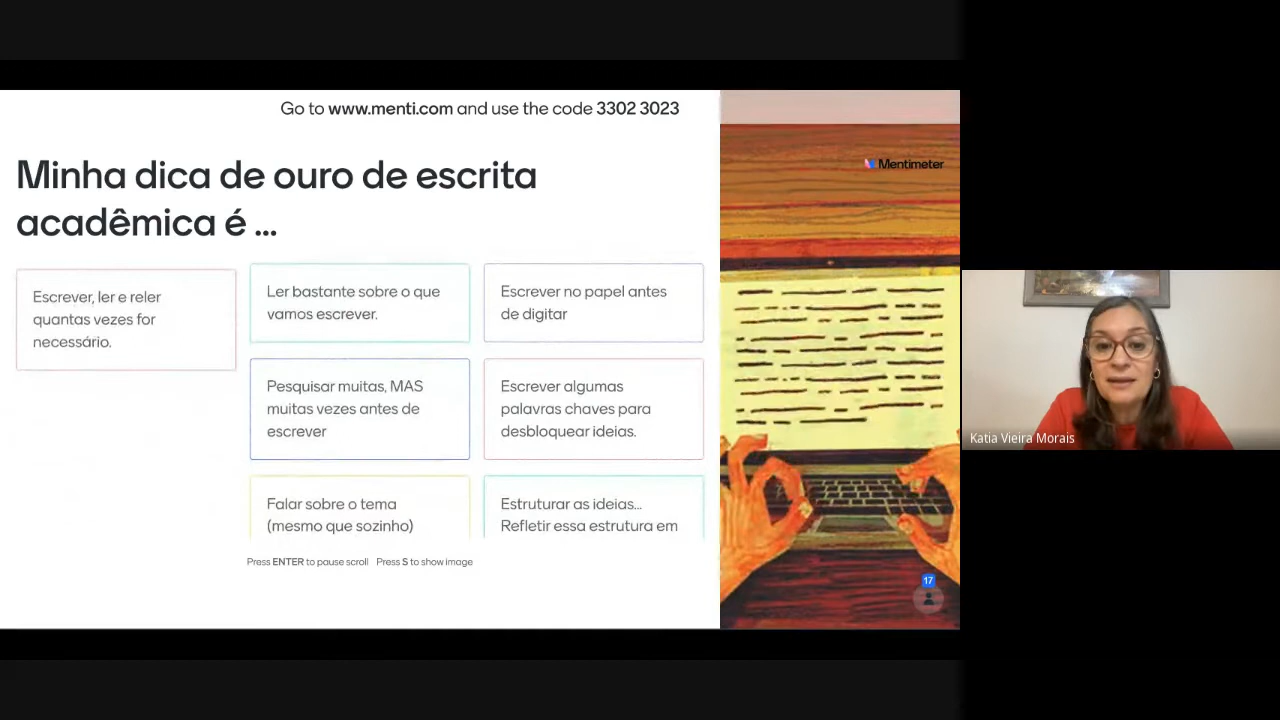 Go to www.menti.com and use the code 3302 3023
Mentimeter
Minha dica de ouro de escrita
acadêmica é ...
Escrever, ler e reler
quantas vezes for
necessário.
Ler bastante sobre o que
vamos escrever.
Escrever no papel antes
de digitar
Pesquisar muitas, MAS
muitas vezes antes de
escrever
Escrever algumas
palavras chaves para
desbloquear ideias.
Falar sobre o tema
(mesmo que sozinho)
Estruturar as ideias...
Refletir essa estrutura em
Press ENTER to pause scroll Press S to show image
17
Katia Vieira Morais